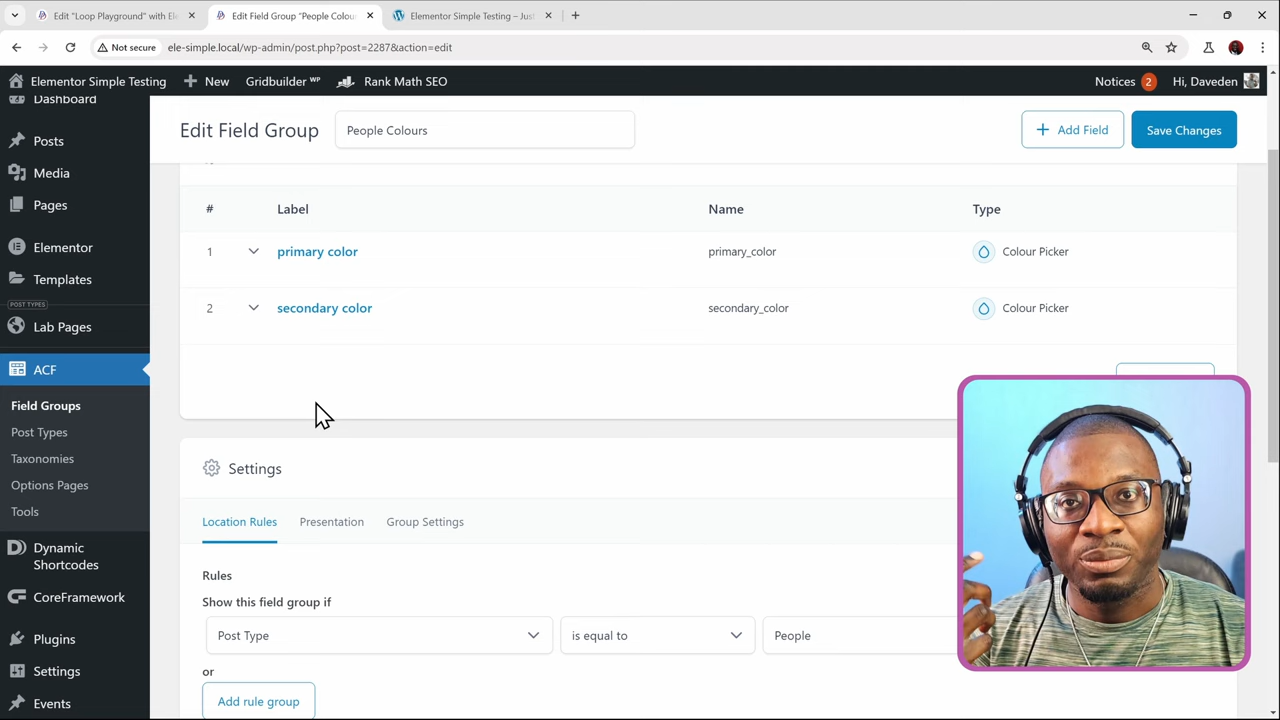 Edit "Loop Playground" with Ele
Edit Field Group "People Colou
Elementor Simple Testing – Just
Not secure
ele-simple.local/wp-admin/post.php?post=2287&action=edit
Elementor Simple Testing
New
Gridbuilder WP
Rank Math SEO
Notices 2
Hi, Daveden
Dashboard
Posts
Media
Pages
Elementor
Templates
POST TYPES
Lab Pages
ACF
Field Groups
Post Types
Taxonomies
Options Pages
Tools
Dynamic
Shortcodes
CoreFramework
Plugins
Settings
Events
Edit Field Group
People Colours
+ Add Field
Save Changes
# Label Name Type
1 primary color primary_color Colour Picker
2 secondary color secondary_color Colour Picker
Settings
Location Rules Presentation Group Settings
Rules
Show this field group if
Post Type is equal to People
or
Add rule group